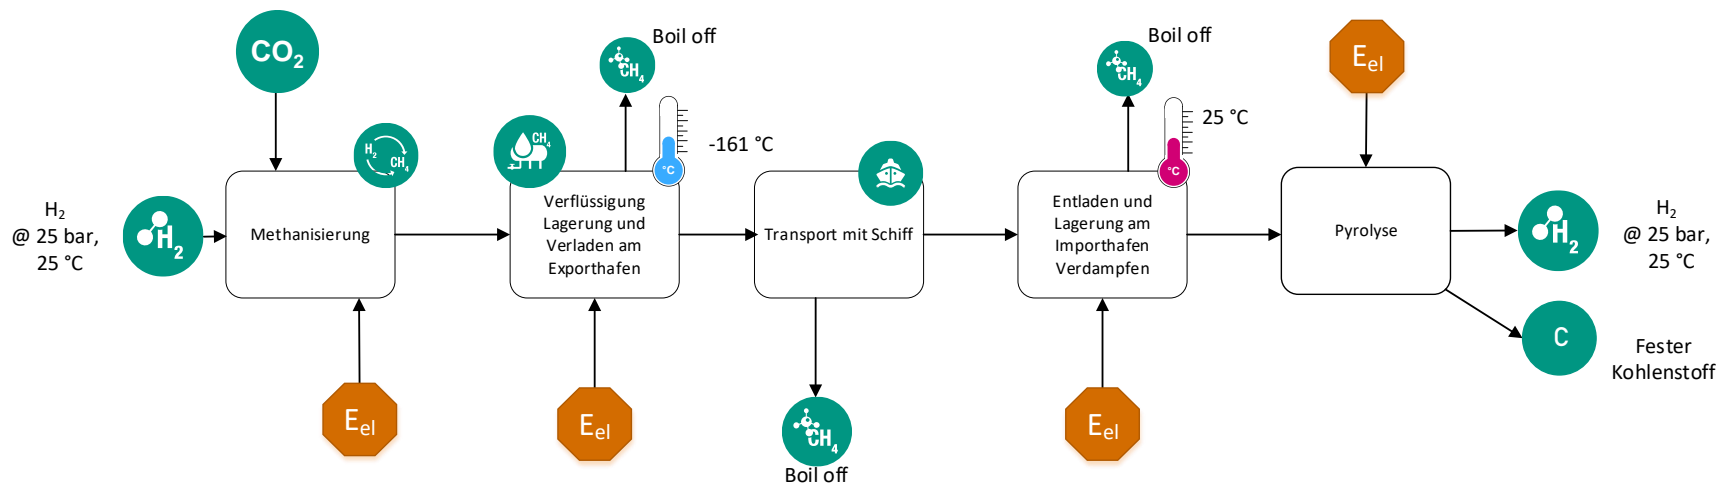 CO₂
Boil off
CH₄
Boil off
CH₄
E_el
H₂
CH₄
CH₄
°C
-161 °C
25 °C
°C
H₂
@ 25 bar,
25 °C
H₂
Methanisierung
Verflüssigung
Lagerung und
Verladen am
Exporthafen
Transport mit Schiff
Entladen und
Lagerung am
Importhafen
Verdampfen
Pyrolyse
H₂
H₂
@ 25 bar,
25 °C
C
Fester
Kohlenstoff
E_el
E_el
CH₄
Boil off
E_el